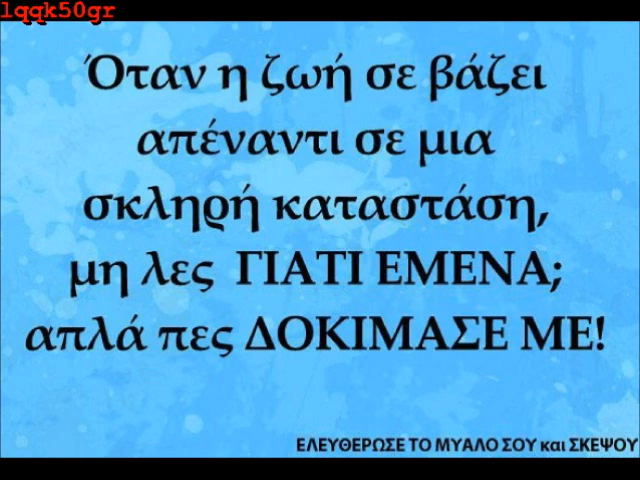 lqqk50gr
Όταν η ζωή σε βάζει
απέναντι σε μια
σκληρή καταστάση,
μη λες ΓΙΑΤΙ ΕΜΕΝΑ;
απλά πες ΔΟΚΙΜΑΣΕ ΜΕ!
ΕΛΕΥΘΕΡΩΣΕ ΤΟ ΜΥΑΛΟ ΣΟΥ και ΣΚΕΨΟΥ